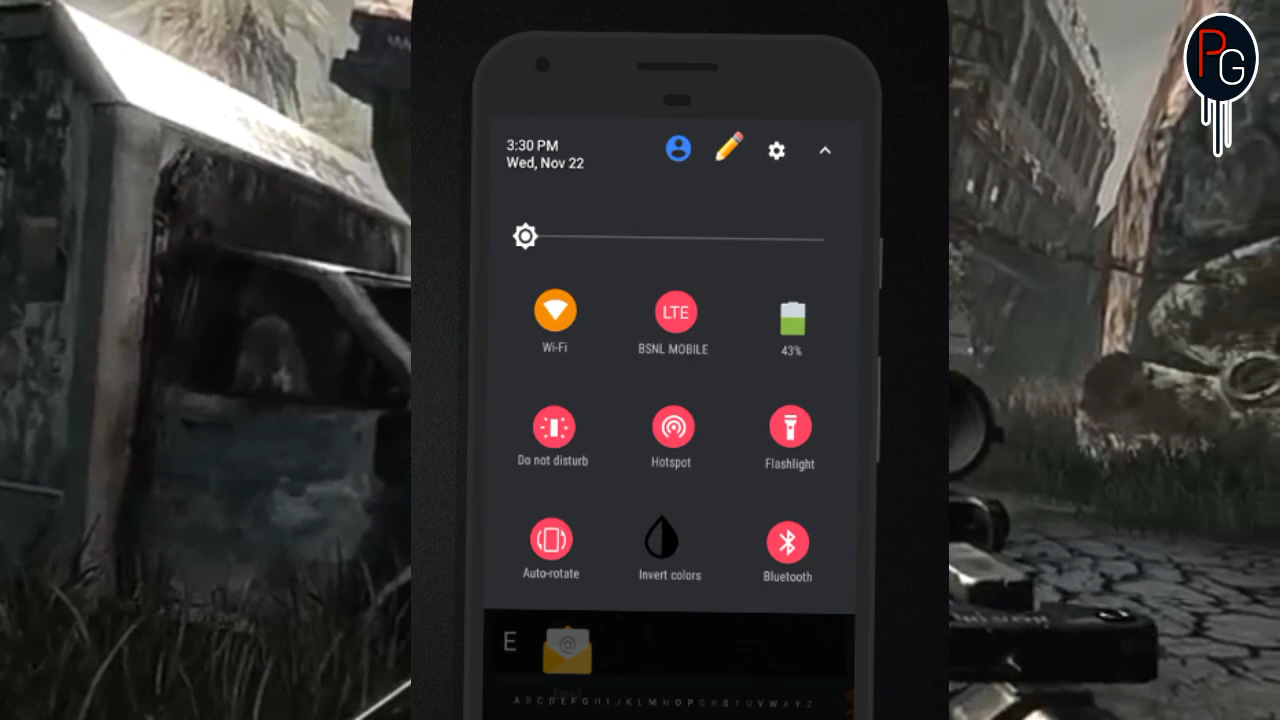 PG
3:30 PM
Wed, Nov 22
LTE
Wi-Fi
BSNL MOBILE
43%
Do not disturb
Hotspot
Flashlight
Auto-rotate
Invert colors
Bluetooth
E
@
Email
A B C D E F G H I J K L M N O P Q R S T U V W X Y Z